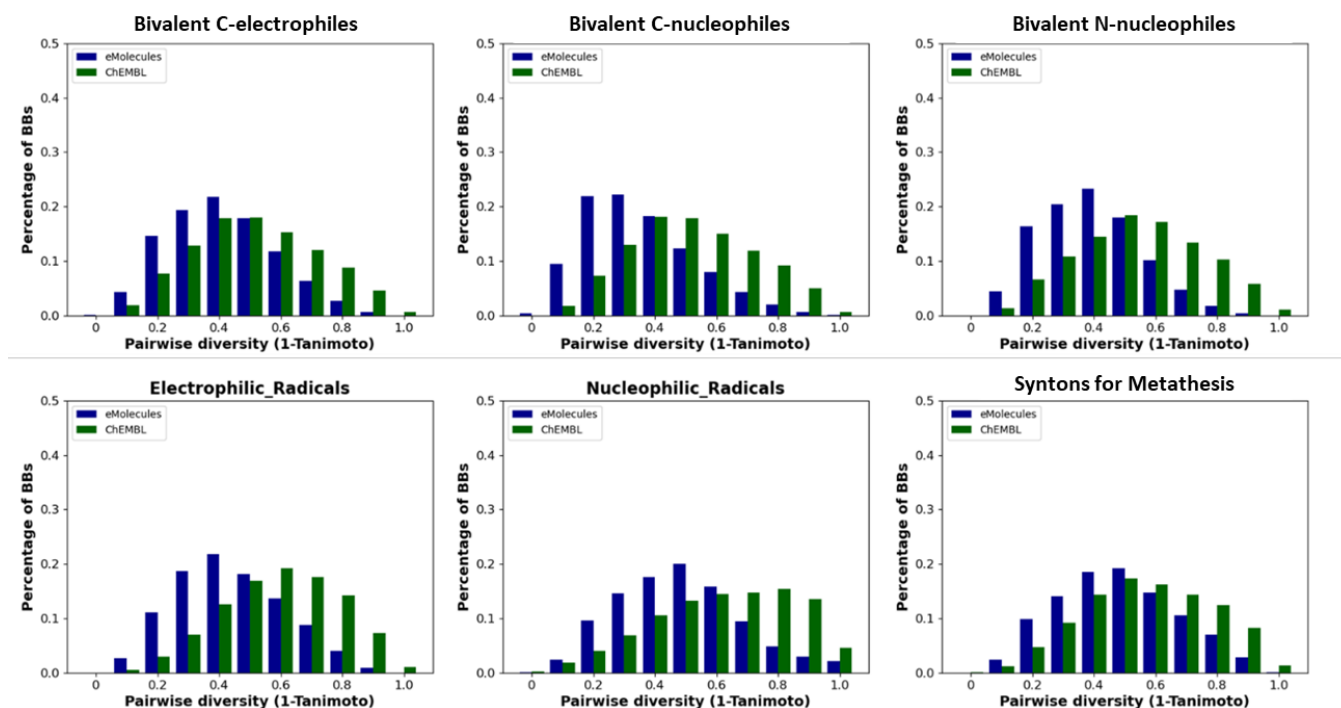 Bivalent C-electrophiles
0.5
0.4
0.3
0.2
0.1
0.0
Percentage of BBs
eMolecules
ChEMBL
0 0.2 0.4 0.6 0.8 1.0
Pairwise diversity (1-Tanimoto)
Bivalent C-nucleophiles
0.5
0.4
0.3
0.2
0.1
0.0
Percentage of BBs
eMolecules
ChEMBL
0 0.2 0.4 0.6 0.8 1.0
Pairwise diversity (1-Tanimoto)
Bivalent N-nucleophiles
0.5
0.4
0.3
0.2
0.1
0.0
Percentage of BBs
eMolecules
ChEMBL
0 0.2 0.4 0.6 0.8 1.0
Pairwise diversity (1-Tanimoto)
Electrophilic_Radicals
0.5
0.4
0.3
0.2
0.1
0.0
Percentage of BBs
eMolecules
ChEMBL
0 0.2 0.4 0.6 0.8 1.0
Pairwise diversity (1-Tanimoto)
Nucleophilic_Radicals
0.5
0.4
0.3
0.2
0.1
0.0
Percentage of BBs
eMolecules
ChEMBL
0 0.2 0.4 0.6 0.8 1.0
Pairwise diversity (1-Tanimoto)
Syntons for Metathesis
0.5
0.4
0.3
0.2
0.1
0.0
Percentage of BBs
eMolecules
ChEMBL
0 0.2 0.4 0.6 0.8 1.0
Pairwise diversity (1-Tanimoto)